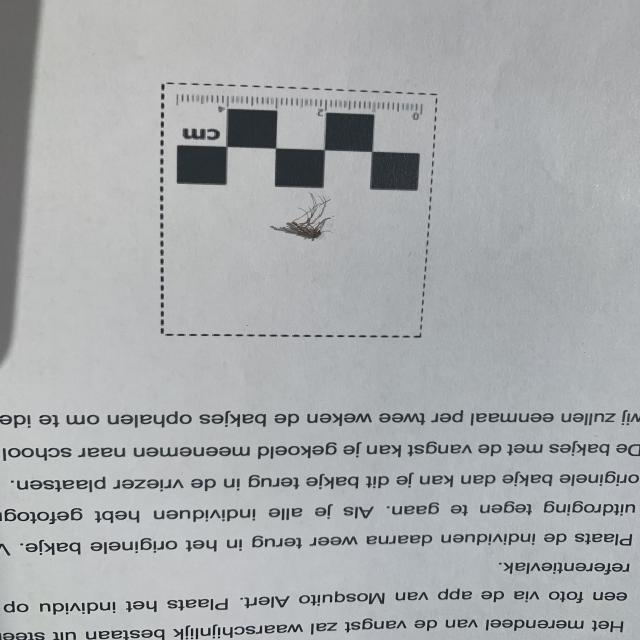 Het merendeel van de vangst zal waarschijnlijk bestaan uit
een foto via de app van Mosquito Alert. Plaats het individu op
referentievlak.
Plaats de individuen daarna weer terug in het originele bakje.
uitdroging tegen te gaan. Als je alle individuen hebt
originele bakje dan kan je dit bakje terug in de vriezer plaatsen.
De bakjes met de vangst kan je gekoeld meenemen naar school
wij zullen eenmaal per twee weken de bakjes ophalen om te
cm
0 2 4